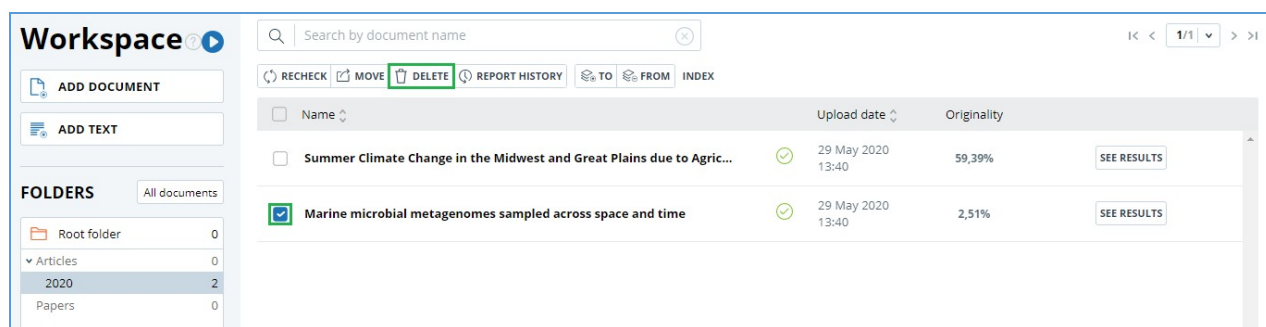 Workspace
?
Search by document name
1/1
ADD DOCUMENT
ADD TEXT
RECHECK MOVE DELETE REPORT HISTORY TO FROM INDEX
Name Upload date Originality
Summer Climate Change in the Midwest and Great Plains due to Agric... 29 May 2020 13:40 59,39% SEE RESULTS
Marine microbial metagenomes sampled across space and time 29 May 2020 13:40 2,51% SEE RESULTS
FOLDERS All documents
Root folder 0
Articles 0
2020 2
Papers 0